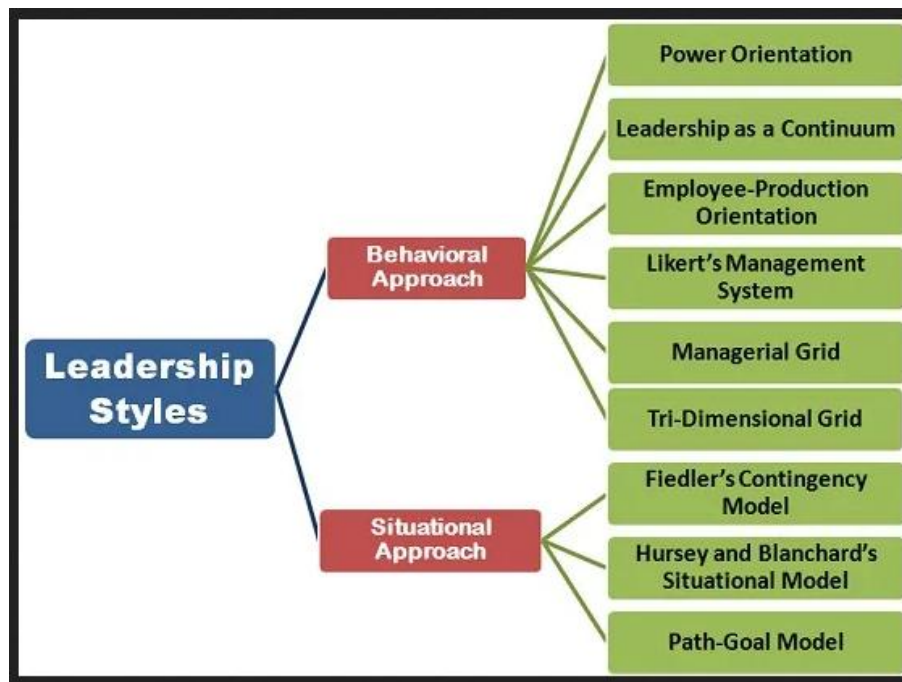 Leadership
Styles
Behavioral
Approach
Situational
Approach
Power Orientation
Leadership as a Continuum
Employee-Production
Orientation
Likert's Management
System
Managerial Grid
Tri-Dimensional Grid
Fiedler's Contingency
Model
Hursey and Blanchard's
Situational Model
Path-Goal Model